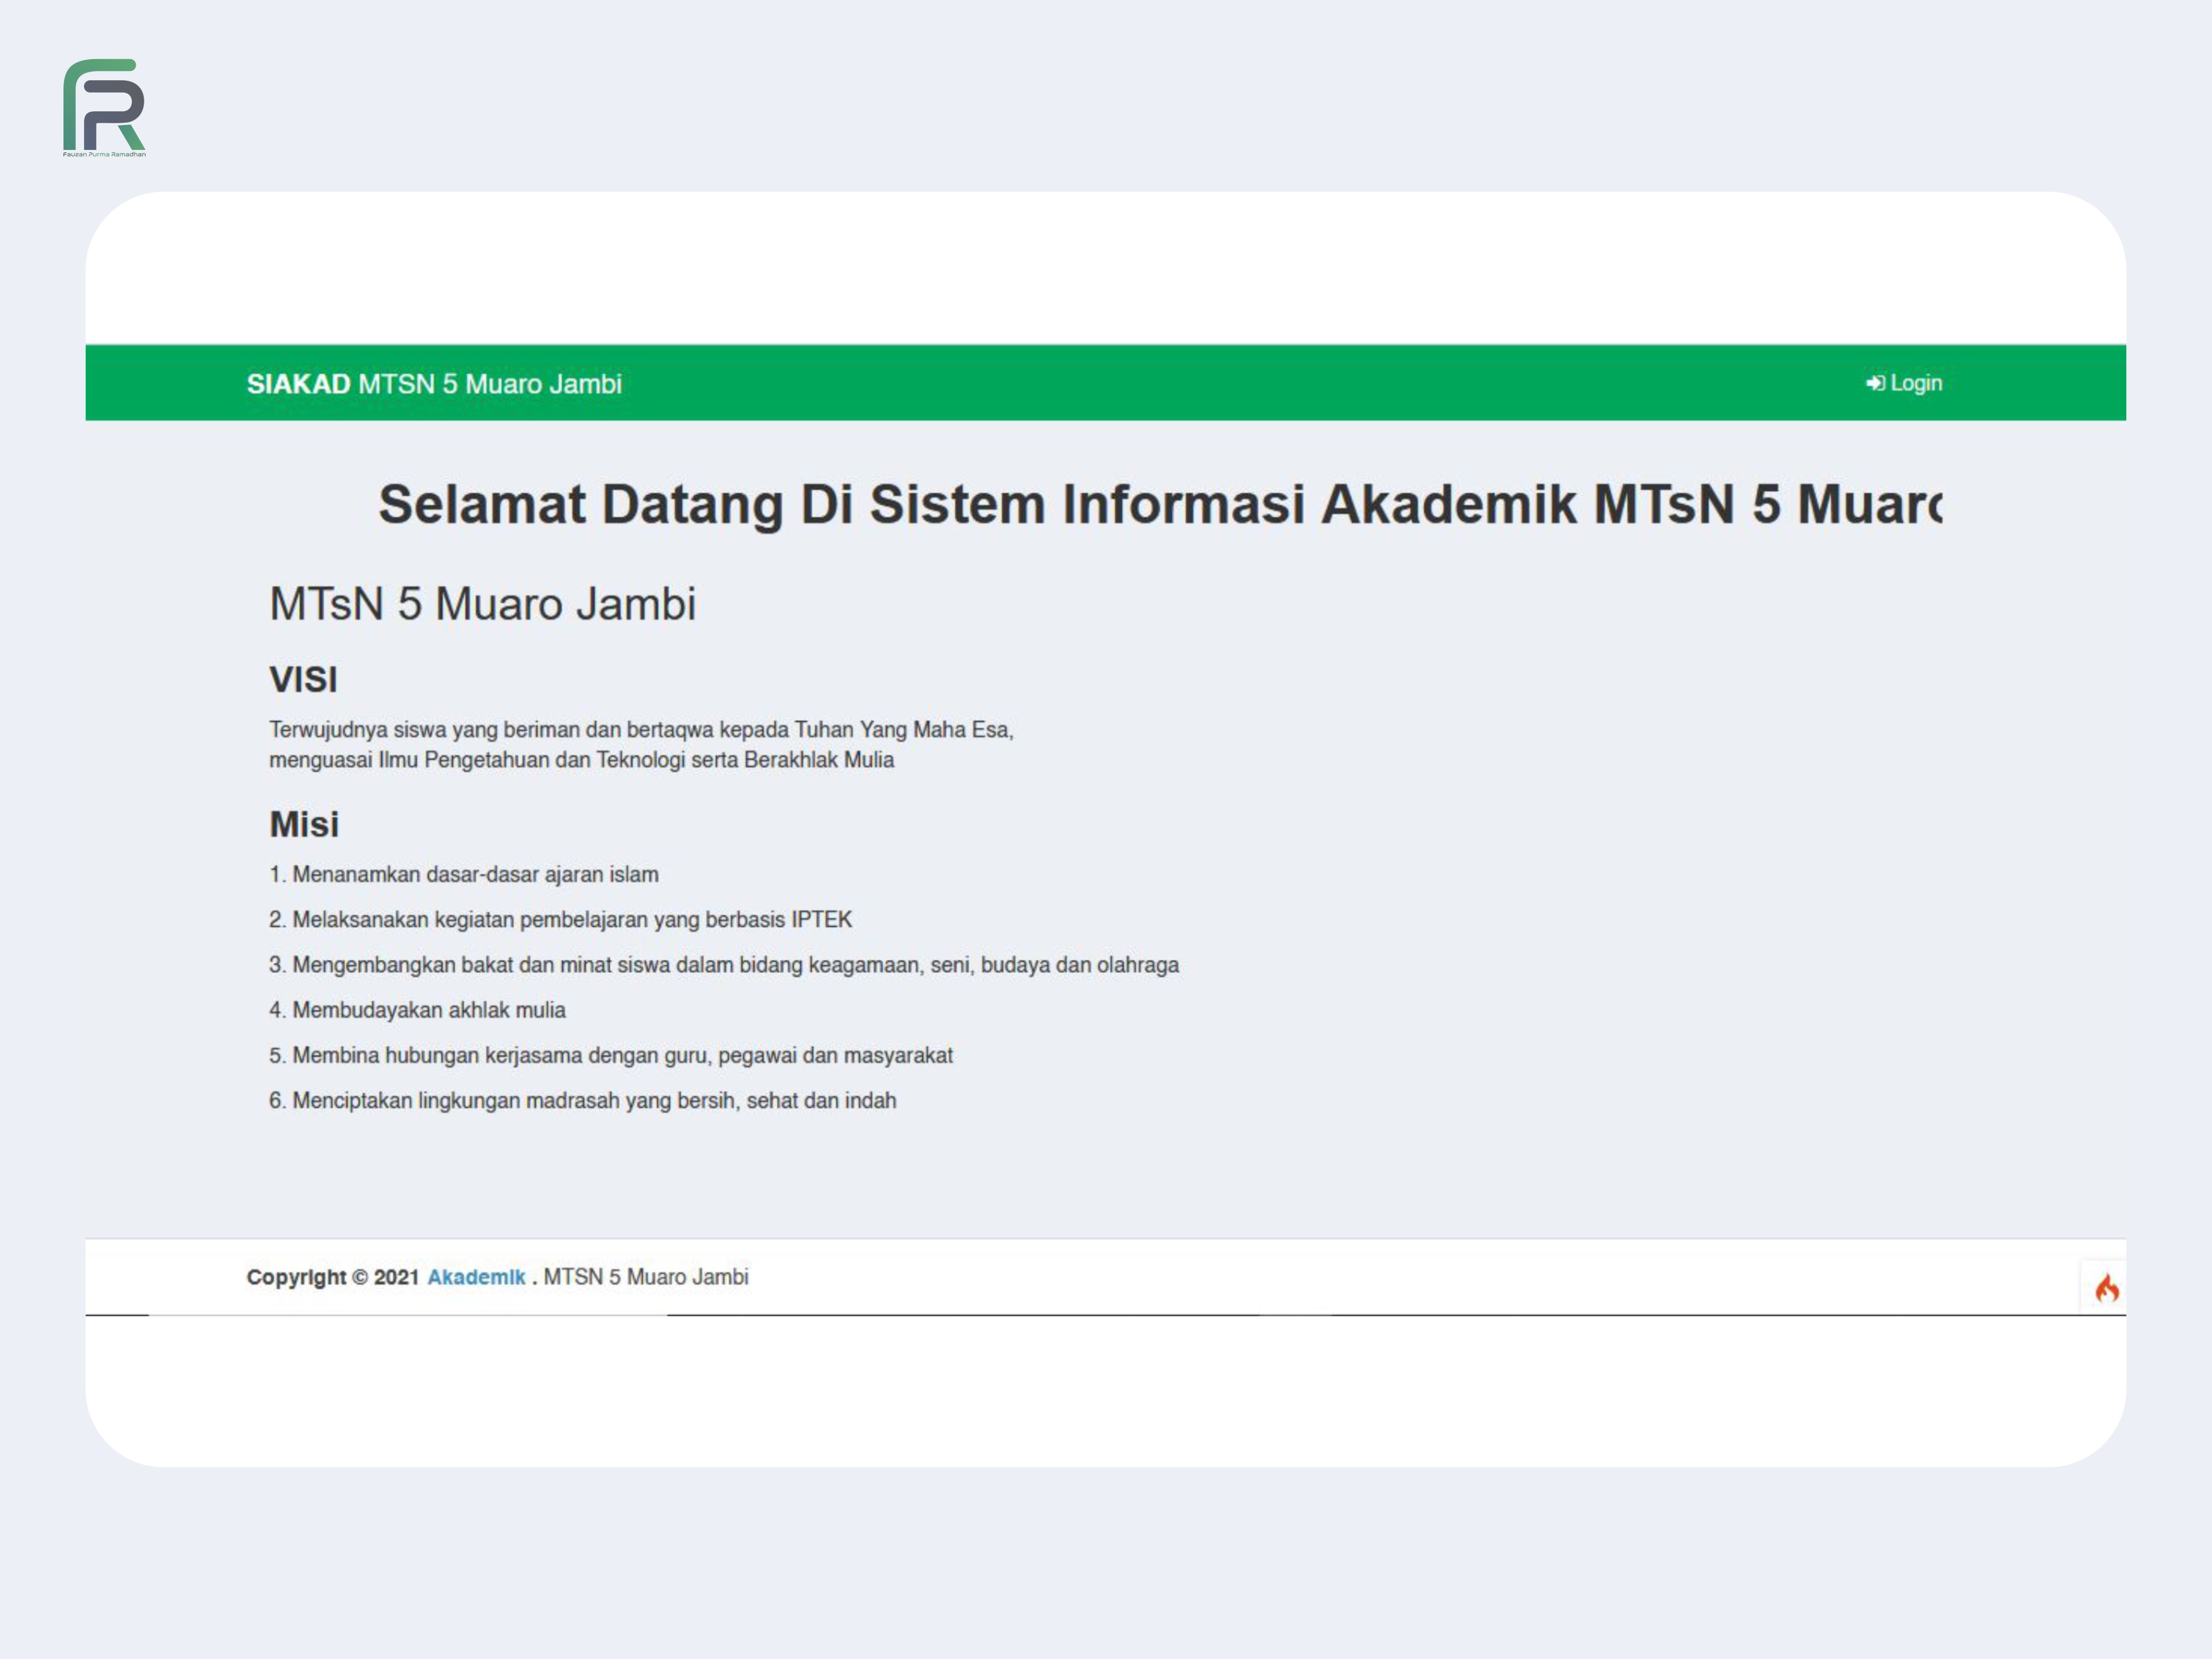 Fauzan Purma Ramadhan
SIAKAD MTSN 5 Muaro Jambi
Login
Selamat Datang Di Sistem Informasi Akademik MTsN 5
MTsN 5 Muaro Jambi
VISI
Terwujudnya siswa yang beriman dan bertaqwa kepada Tuhan Yang Maha Esa,
menguasai Ilmu Pengetahuan dan Teknologi serta Berakhlak Mulia
Misi
1. Menanamkan dasar-dasar ajaran islam
2. Melaksanakan kegiatan pembelajaran yang berbasis IPTEK
3. Mengembangkan bakat dan minat siswa dalam bidang keagamaan, seni, budaya dan olahraga
4. Membudayakan akhlak mulia
5. Membina hubungan kerjasama dengan guru, pegawai dan masyarakat
6. Menciptakan lingkungan madrasah yang bersih, sehat dan indah
Copyright © 2021 Akademik . MTSN 5 Muaro Jambi